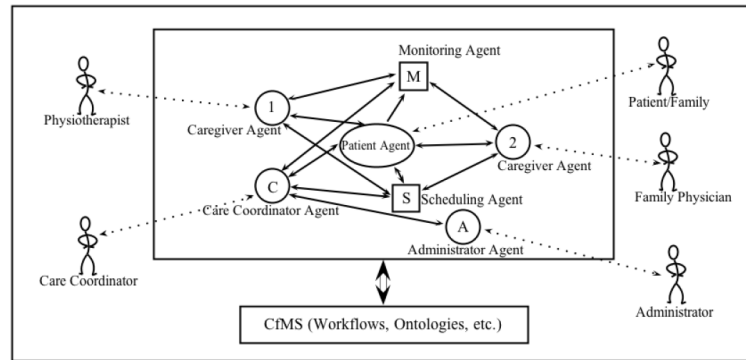 Monitoring Agent
M
Physiotherapist
1
Caregiver Agent
Patient/Family
Patient Agent
2
Caregiver Agent
Family Physician
C
Care Coordinator Agent
S
Scheduling Agent
A
Administrator Agent
Care Coordinator
Administrator
CfMS (Workflows, Ontologies, etc.)